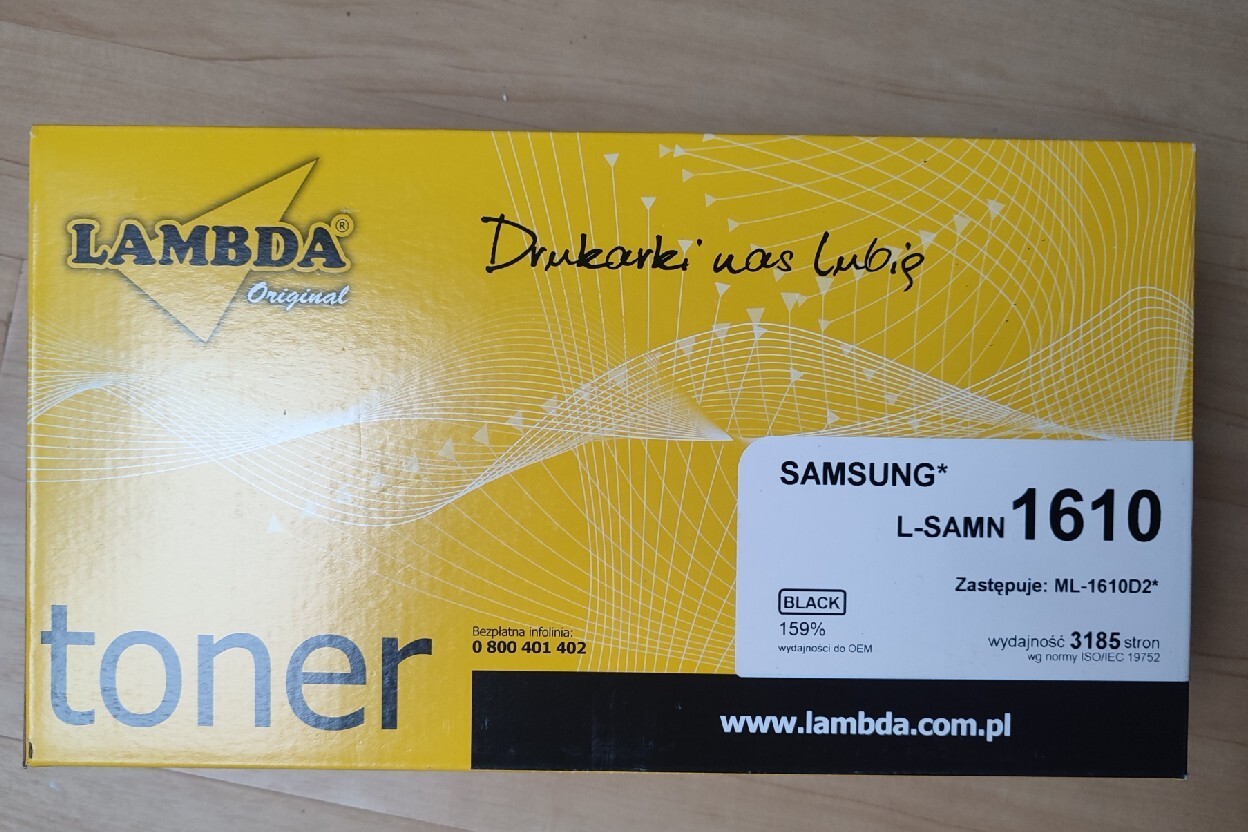 LAMBDA®
Original
Drukarki nas lubią
SAMSUNG*
L-SAMN 1610
Zastępuje: ML-1610D2*
BLACK
159%
wydajności do OEM
wydajność 3185 stron
wg normy ISO/IEC 19752
toner
Bezpłatna infolinia:
0 800 401 402
www.lambda.com.pl